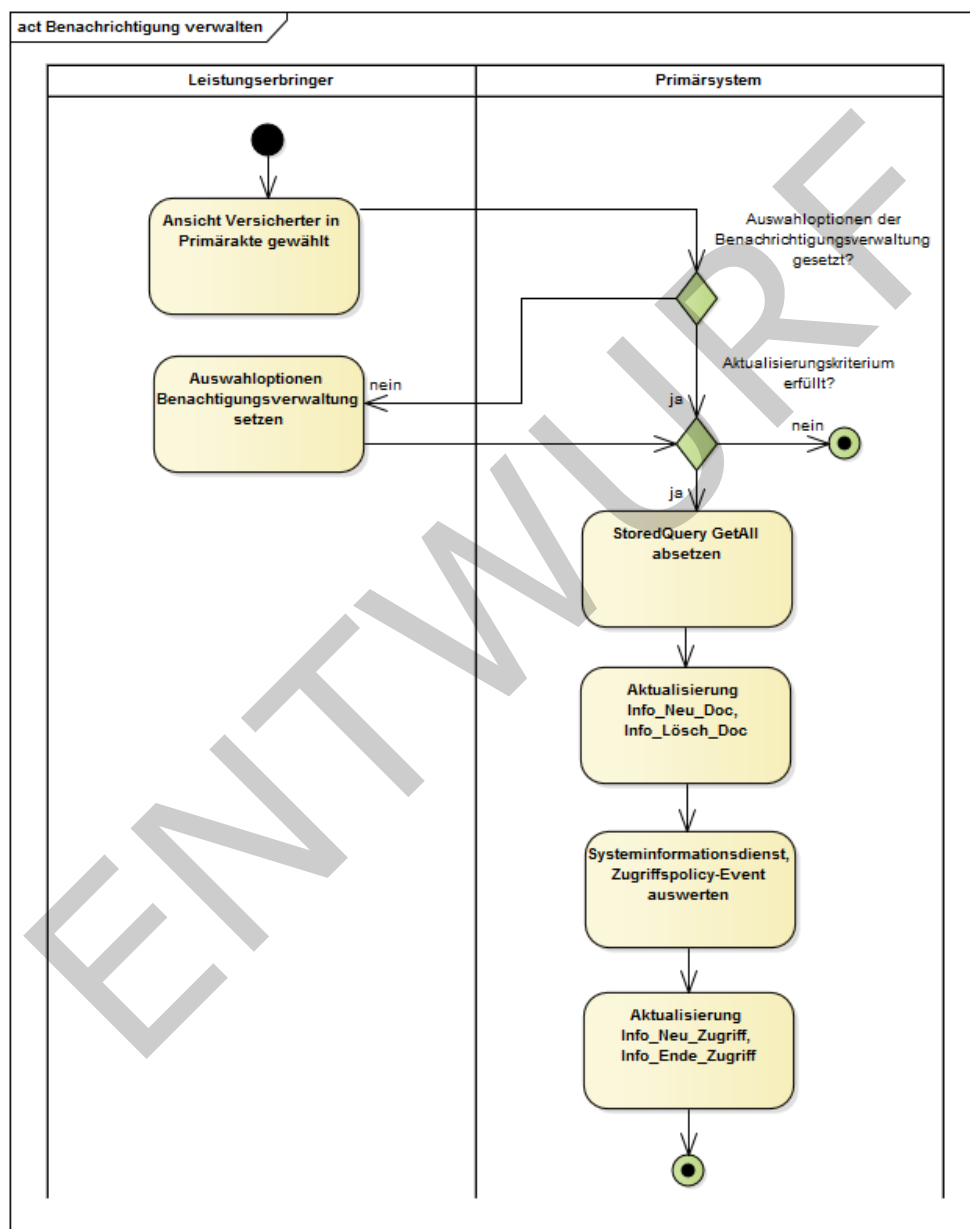 act Benachrichtigung verwalten
Leistungserbringer
Primärsystem
Ansicht Versicherter in
Primärakte gewählt
Auswahloptionen der
Benachrichtigungsverwaltung
gesetzt?
Auswahloptionen
Benachtigungsverwaltung
setzen
nein
Aktualisierungskriterium
erfüllt?
ja
nein
ja
StoredQuery GetAll
absetzen
Aktualisierung
Info_Neu_Doc,
Info_Lösch_Doc
Systeminformationsdienst,
Zugriffspolicy-Event
auswerten
Aktualisierung
Info_Neu_Zugriff,
Info_Ende_Zugriff
ENTWURF